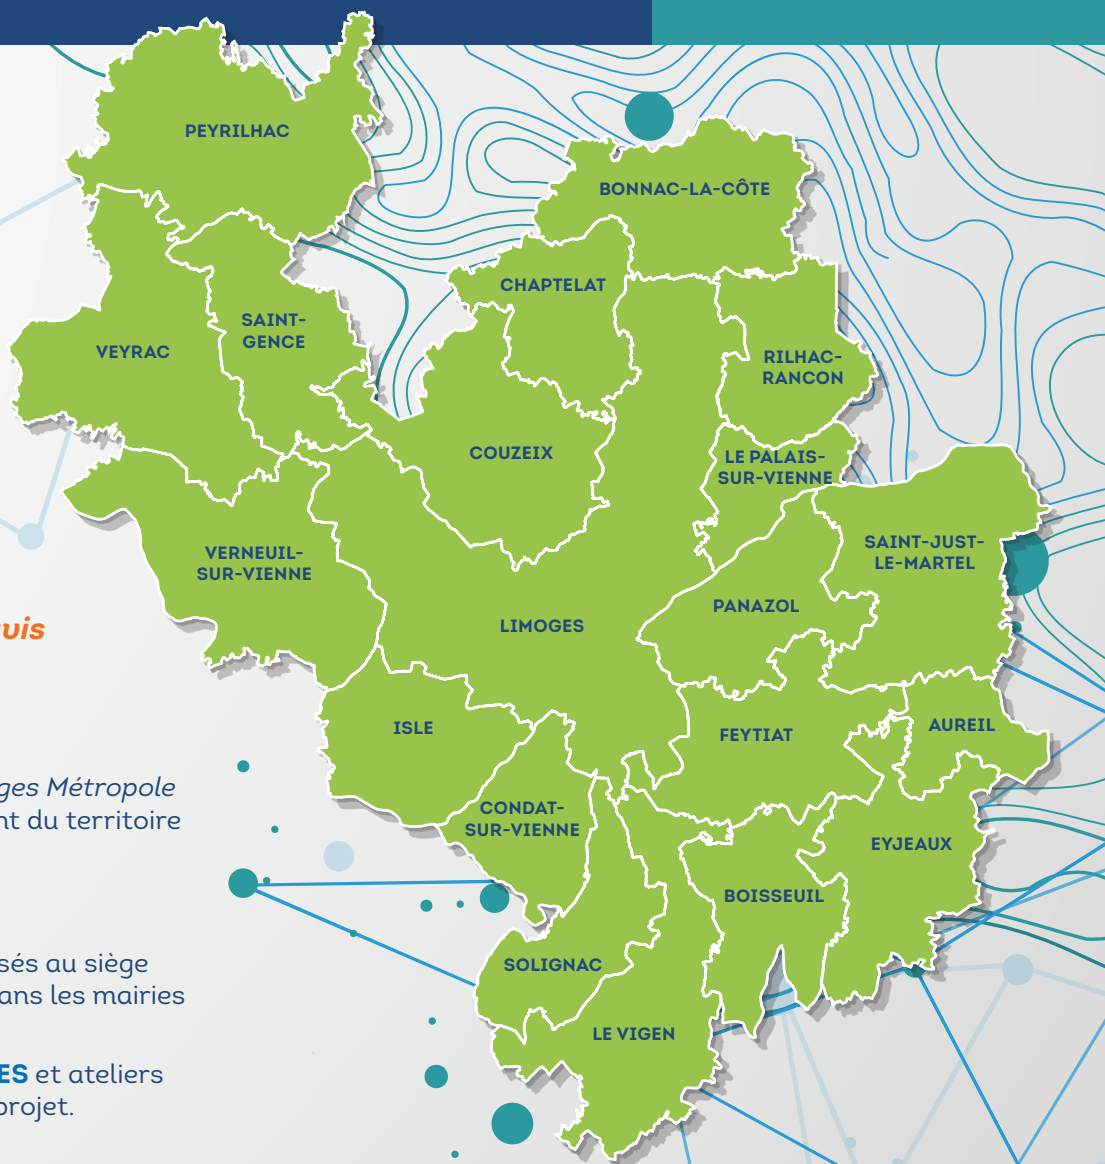 PEYRILHAC
BONNAC-LA-CÔTE
CHAPTELAT
SAINT-
GENCE
VEYRAC
RILHAC-
RANCON
COUZEIX
LE PALAIS-
SUR-VIENNE
SAINT-JUST-
LE-MARTEL
VERNEUIL-
SUR-VIENNE
PANAZOL
LIMOGES
uis
ISLE
FEYTIAT
AUREIL
ges Métropole
nt du territoire
CONDAT-
SUR-VIENNE
EYJEAUX
BOISSEUIL
sés au siège
ans les mairies
SOLIGNAC
LE VIGEN
ES et ateliers
projet.